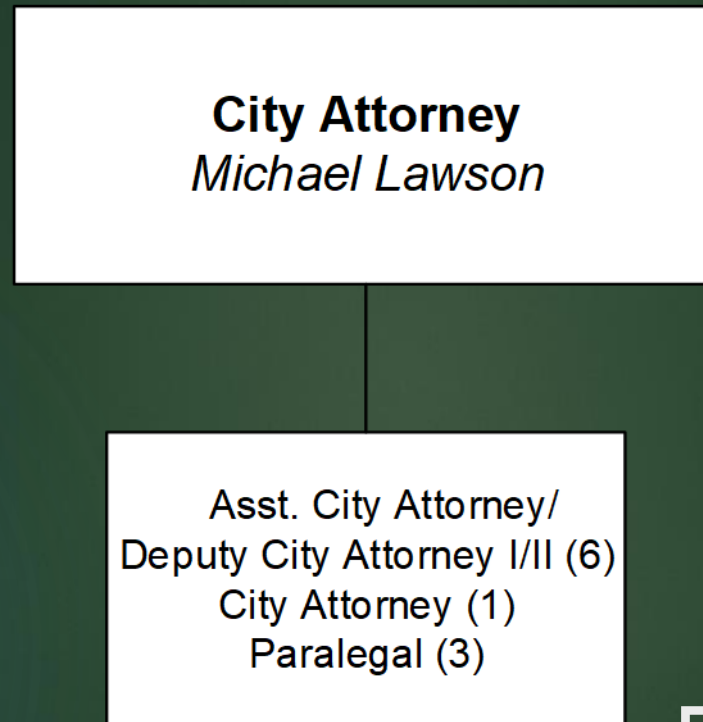 City Attorney
Michael Lawson
Asst. City Attorney/
Deputy City Attorney I/II (6)
City Attorney (1)
Paralegal (3)